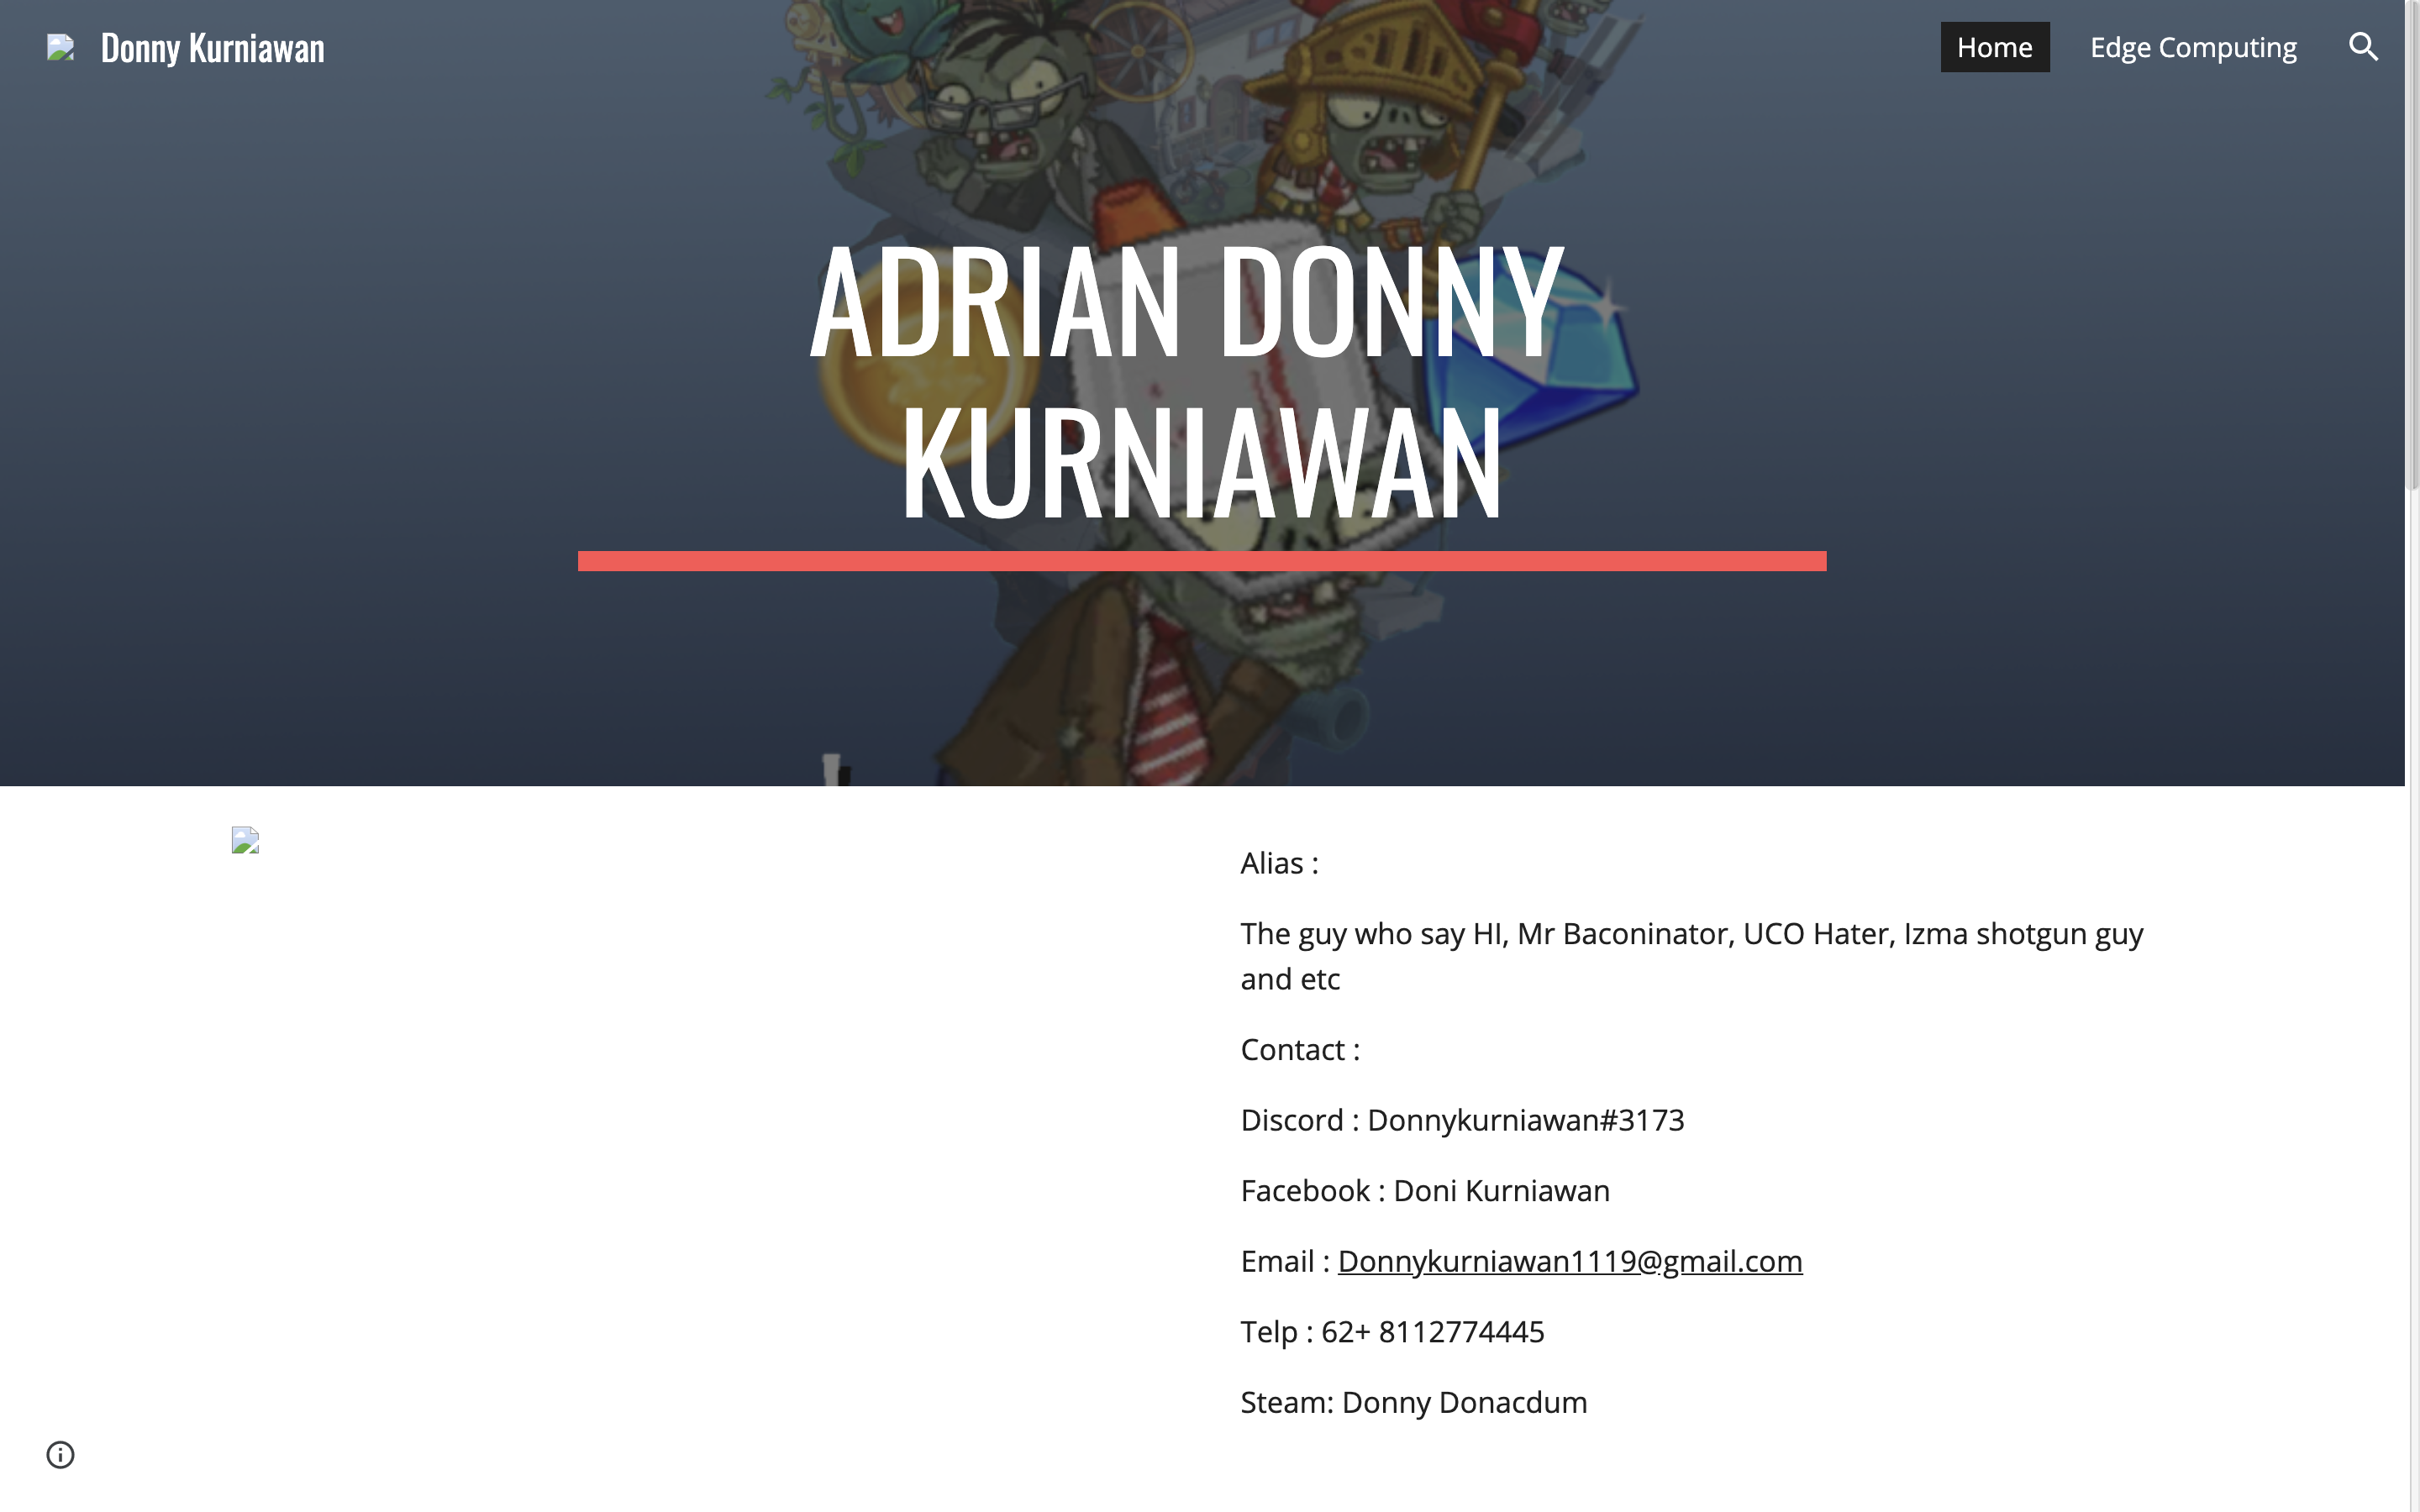 Donny Kurniawan
Home
Edge Computing
ADRIAN DONNY
KURNIAWAN
Alias :
The guy who say HI, Mr Baconinator, UCO Hater, Izma shotgun guy
and etc
Contact :
Discord : Donnykurniawan#3173
Facebook : Doni Kurniawan
Email : Donnykurniawan1119@gmail.com
Telp : 62+ 8112774445
Steam: Donny Donacdum